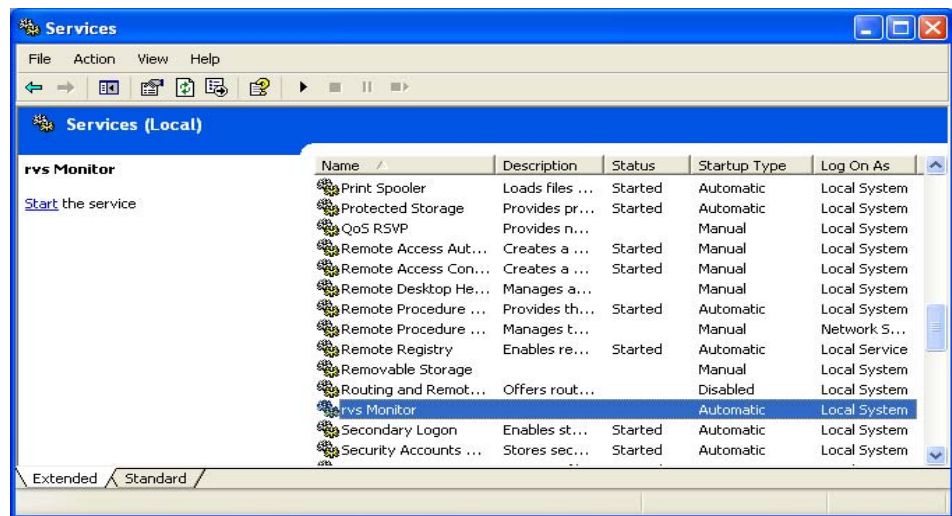 Services
File Action View Help
Services (Local)
rvs Monitor
Start the service
Name Description Status Startup Type Log On As
Print Spooler Loads files ... Started Automatic Local System
Protected Storage Provides pr... Started Automatic Local System
QoS RSVP Provides n... Manual Local System
Remote Access Aut... Creates a ... Started Manual Local System
Remote Access Con... Creates a ... Started Manual Local System
Remote Desktop He... Manages a... Manual Local System
Remote Procedure ... Provides th... Started Automatic Local System
Remote Procedure ... Manages t... Manual Network S...
Remote Registry Enables re... Started Automatic Local Service
Removable Storage Manual Local System
Routing and Remot... Offers rout... Disabled Local System
rvs Monitor Automatic Local System
Secondary Logon Enables st... Started Automatic Local System
Security Accounts ... Stores sec... Started Automatic Local System
Extended Standard